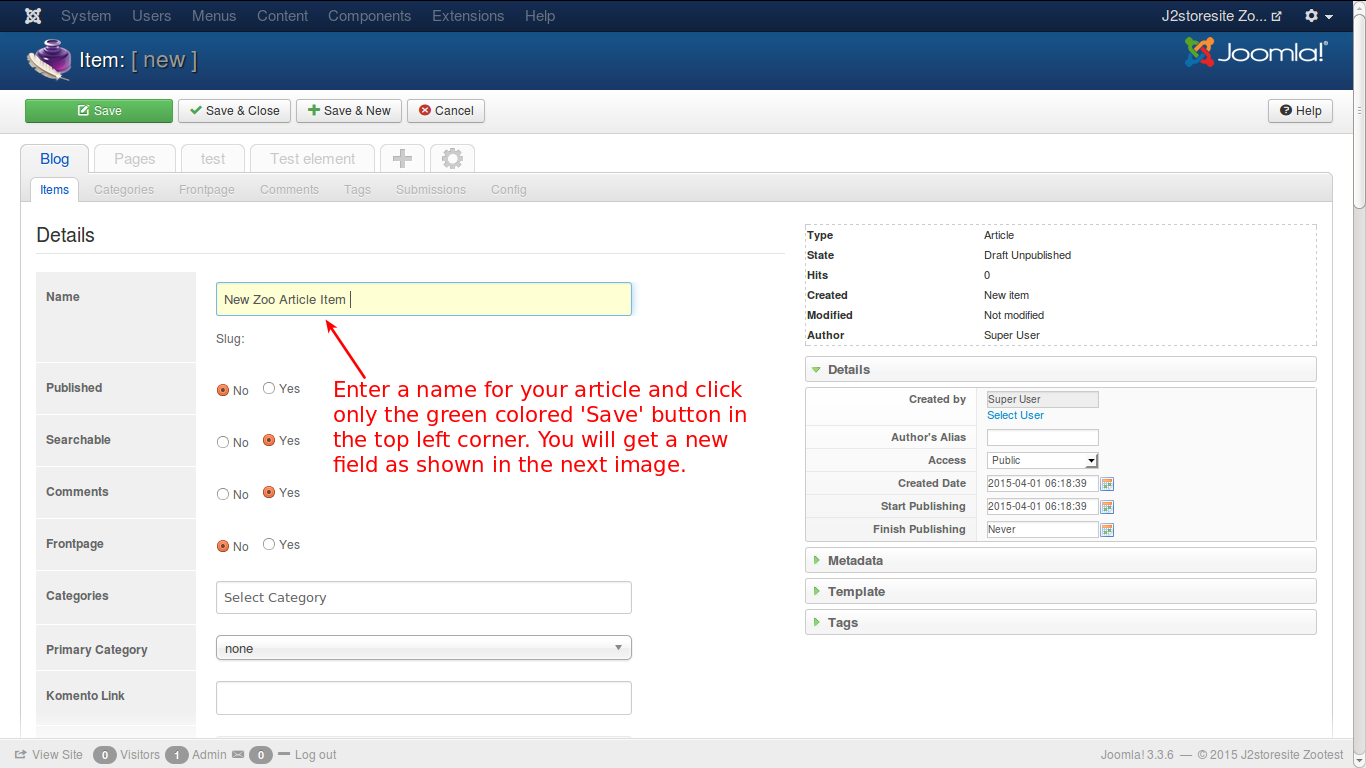 System Users Menus Content Components Extensions Help J2storesite Zo...
Item: [ new ] Joomla!®
Save Save & Close Save & New Cancel Help
Blog Pages test Test element
Items Categories Frontpage Comments Tags Submissions Config
Details
Name
New Zoo Article Item
Slug:
Published No Yes
Enter a name for your article and click
only the green colored 'Save' button in
the top left corner. You will get a new
field as shown in the next image.
Searchable No Yes
Comments No Yes
Frontpage No Yes
Categories Select Category
Primary Category none
Komento Link
Type Article
State Draft Unpublished
Hits 0
Created New item
Modified Not modified
Author Super User
Details
Created by Super User
Select User
Author's Alias
Access Public
Created Date 2015-04-01 06:18:39
Start Publishing 2015-04-01 06:18:39
Finish Publishing Never
Metadata
Template
Tags
View Site 0 Visitors 1 Admin 0 Log out Joomla! 3.3.6 — © 2015 J2storesite Zootest